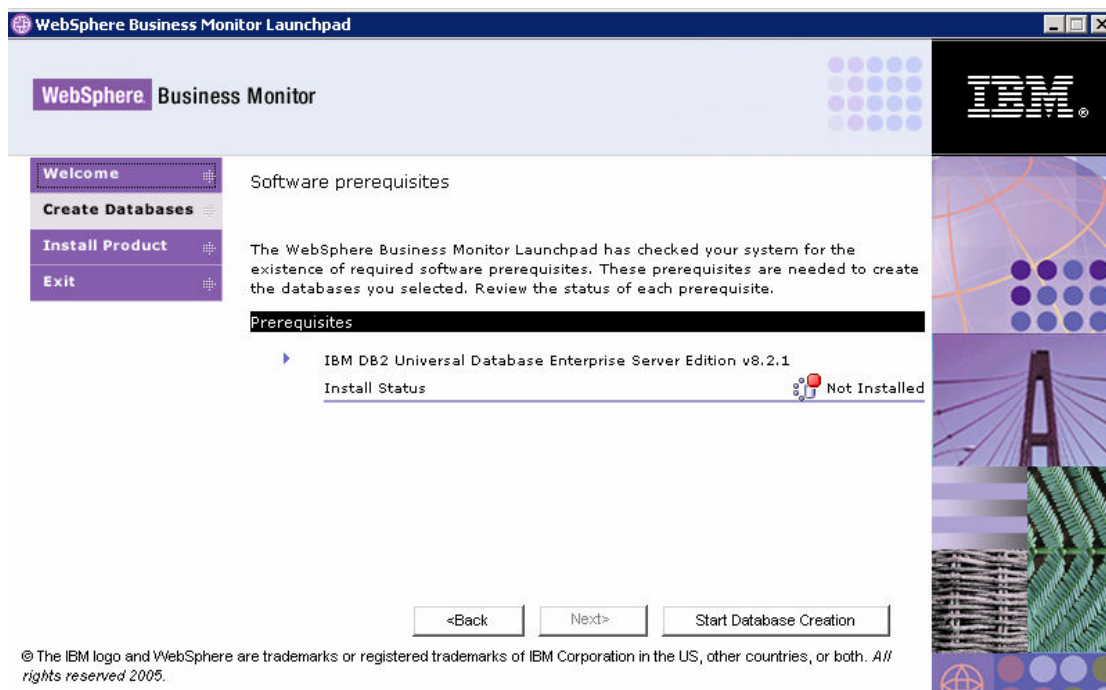 WebSphere Business Monitor Launchpad
WebSphere. Business Monitor
IBM®
Welcome
Create Databases
Install Product
Exit
Software prerequisites
The WebSphere Business Monitor Launchpad has checked your system for the
existence of required software prerequisites. These prerequisites are needed to create
the databases you selected. Review the status of each prerequisite.
Prerequisites
IBM DB2 Universal Database Enterprise Server Edition v8.2.1
Install Status Not Installed
<Back Next> Start Database Creation
© The IBM logo and WebSphere are trademarks or registered trademarks of IBM Corporation in the US, other countries, or both. All
rights reserved 2005.